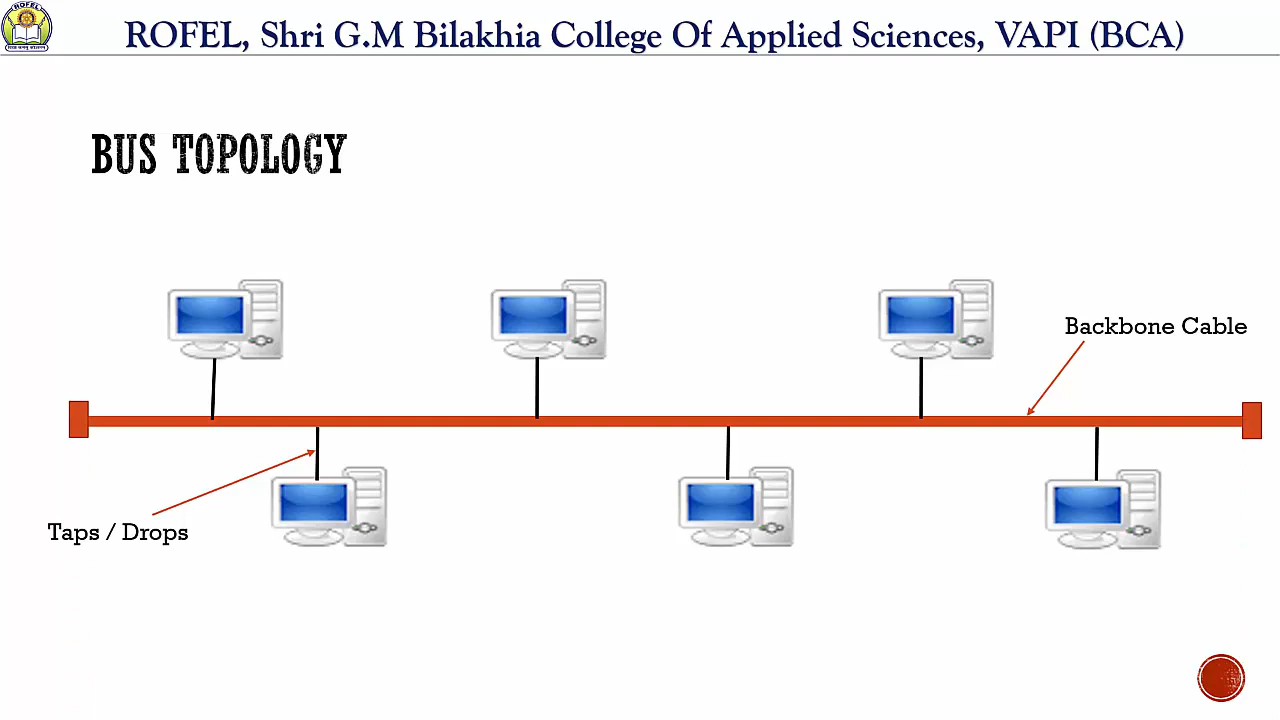 ROFEL, Shri G.M Bilakhia College Of Applied Sciences, VAPI (BCA)
BUS TOPOLOGY
Backbone Cable
Taps / Drops